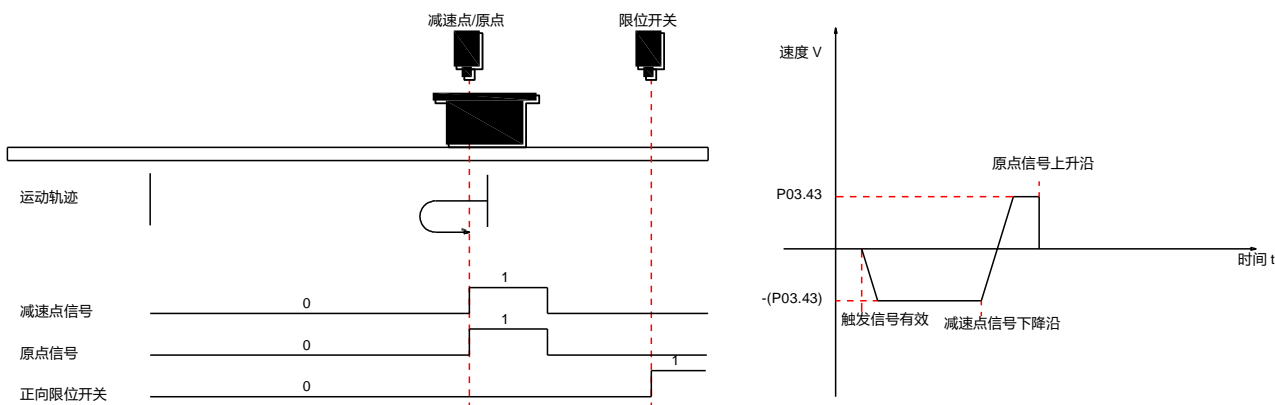 减速点/原点
限位开关
运动轨迹
1
减速点信号
0
1
原点信号
0
1
正向限位开关
0
速度 V
原点信号上升沿
P03.43
时间 t
-(P03.43)
触发信号有效
减速点信号下降沿